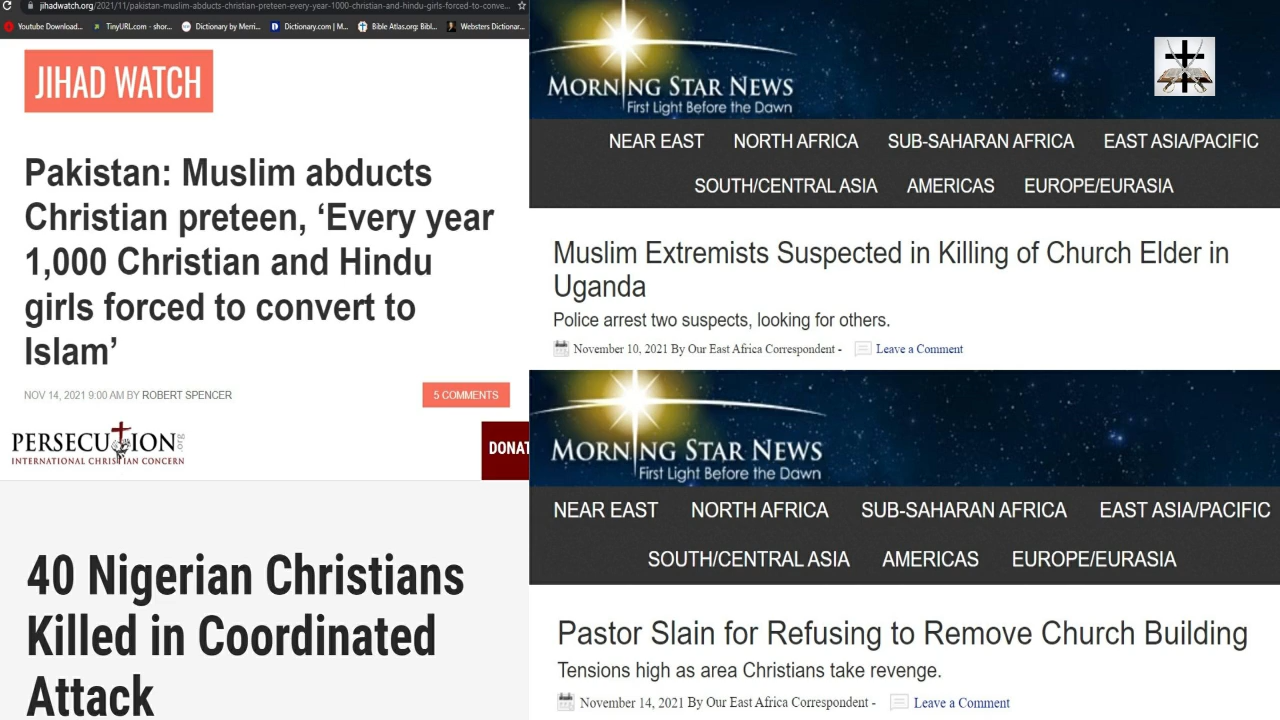 jihadwatch.org/2021/11/pakistan-muslim-abducts-christian-preteen-every-year-1000-christian-and-hindu-girls-forced-to-conve...
Youtube Download... TinyURL.com - shor... Dictionary by Merri... Dictionary.com | M... Bible Atlas.org: Bibl... Websters Dictionar...
JIHAD WATCH
Pakistan: Muslim abducts
Christian preteen, ‘Every year
1,000 Christian and Hindu
girls forced to convert to
Islam’
NOV 14, 2021 9:00 AM BY ROBERT SPENCER
5 COMMENTS
PERSECUTION.org
INTERNATIONAL CHRISTIAN CONCERN
DONAT
40 Nigerian Christians
Killed in Coordinated
Attack
MORNING STAR NEWS
First Light Before the Dawn
NEAR EAST NORTH AFRICA SUB-SAHARAN AFRICA EAST ASIA/PACIFIC
SOUTH/CENTRAL ASIA AMERICAS EUROPE/EURASIA
Muslim Extremists Suspected in Killing of Church Elder in
Uganda
Police arrest two suspects, looking for others.
November 10, 2021 By Our East Africa Correspondent - Leave a Comment
MORNING STAR NEWS
First Light Before the Dawn
NEAR EAST NORTH AFRICA SUB-SAHARAN AFRICA EAST ASIA/PACIFIC
SOUTH/CENTRAL ASIA AMERICAS EUROPE/EURASIA
Pastor Slain for Refusing to Remove Church Building
Tensions high as area Christians take revenge.
November 14, 2021 By Our East Africa Correspondent - Leave a Comment